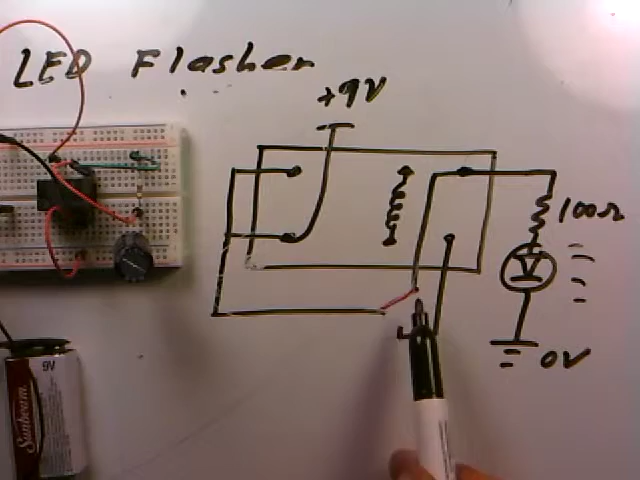 LED Flasher
+9V
100Ω
0V
9V
Sunbeam